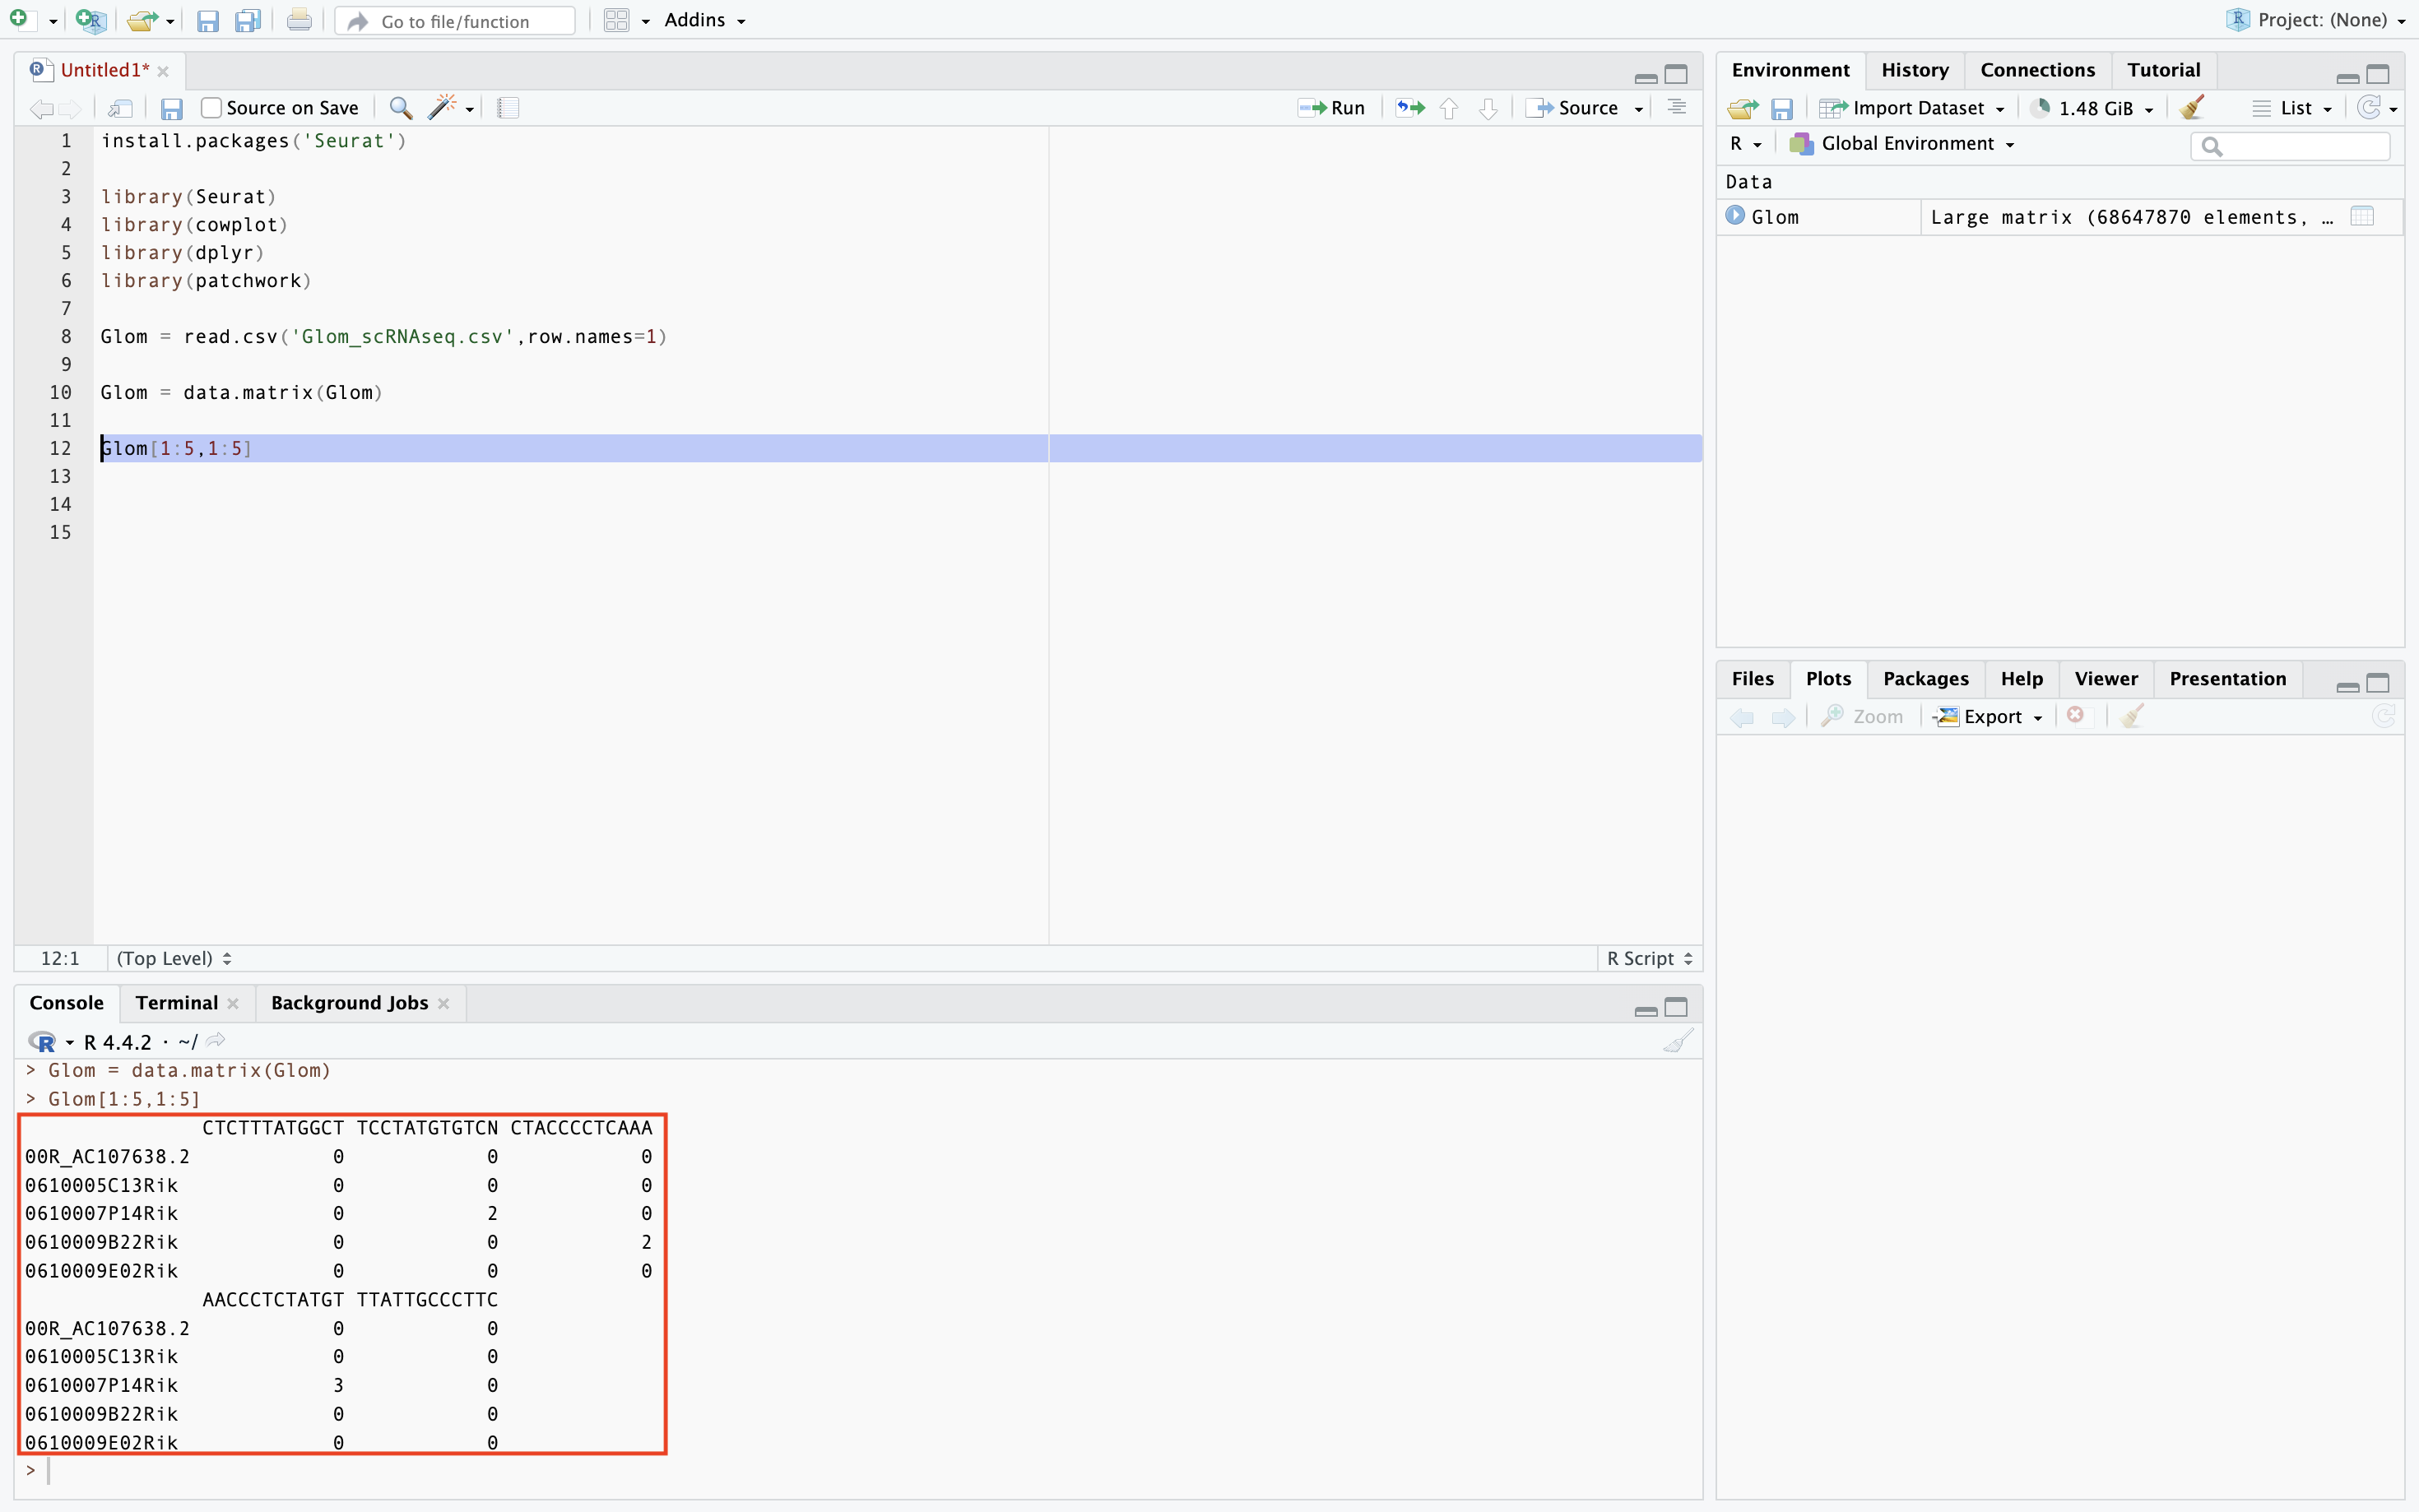 Go to file/function Addins Project: (None)
Untitled1*
Source on Save Run Source
1 install.packages('Seurat')
2
3 library(Seurat)
4 library(cowplot)
5 library(dplyr)
6 library(patchwork)
7
8 Glom = read.csv('Glom_scRNAseq.csv',row.names=1)
9
10 Glom = data.matrix(Glom)
11
12 Glom[1:5,1:5]
13
14
15
12:1 (Top Level) R Script
Console Terminal Background Jobs
R 4.4.2 · ~/
> Glom = data.matrix(Glom)
> Glom[1:5,1:5]
CTCTTTATGGCT TCCTATGTGTCN CTACCCCTCAAA
00R_AC107638.2 0 0 0
0610005C13Rik 0 0 0
0610007P14Rik 0 2 0
0610009B22Rik 0 0 2
0610009E02Rik 0 0 0
AACCCTCTATGT TTATTGCCCTTC
00R_AC107638.2 0 0
0610005C13Rik 0 0
0610007P14Rik 3 0
0610009B22Rik 0 0
0610009E02Rik 0 0
>
Environment History Connections Tutorial
Import Dataset 1.48 GiB List
R Global Environment
Data
Glom Large matrix (68647870 elements, …
Files Plots Packages Help Viewer Presentation
Zoom Export